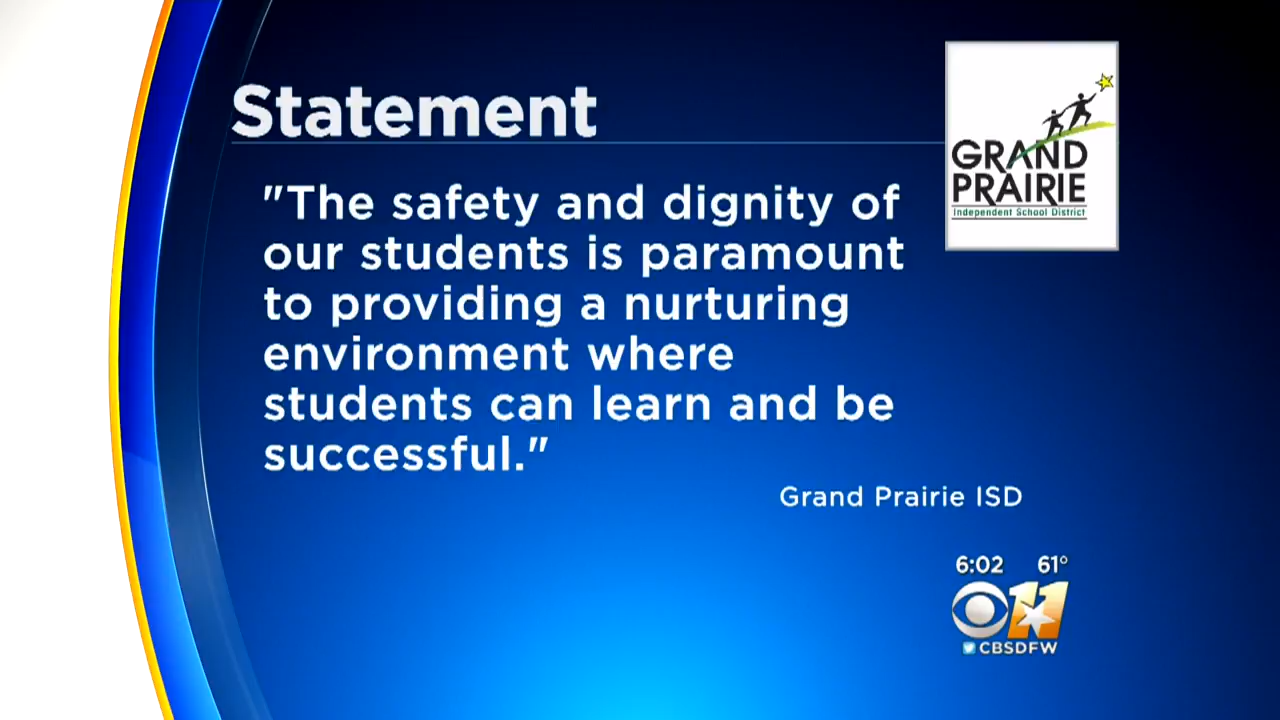 Statement
"The safety and dignity of
our students is paramount
to providing a nurturing
environment where
students can learn and be
successful."
Grand Prairie ISD
GRAND
PRAIRIE
Independent School District
6:02 61°
11
CBSDFW